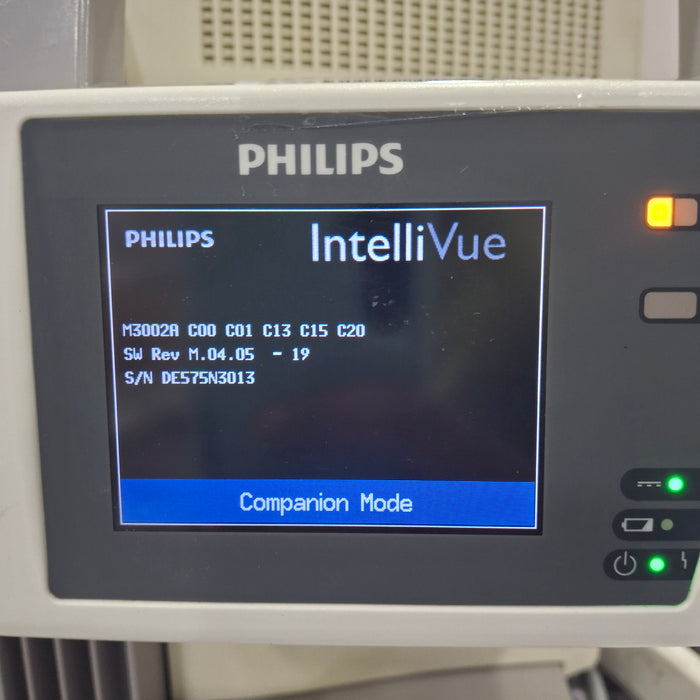 PHILIPS
PHILIPS IntelliVue
M3002A C00 C01 C13 C15 C20
SW Rev M.04.05 - 19
S/N DE575N3013
Companion Mode